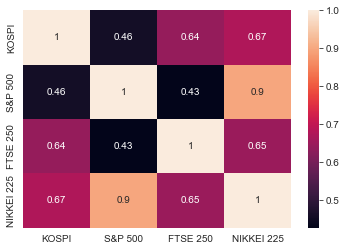 KOSPI 1 0.46 0.64 0.67
S&P 500 0.46 1 0.43 0.9
FTSE 250 0.64 0.43 1 0.65
NIKKEI 225 0.67 0.9 0.65 1
KOSPI S&P 500 FTSE 250 NIKKEI 225
1.0
0.9
0.8
0.7
0.6
0.5